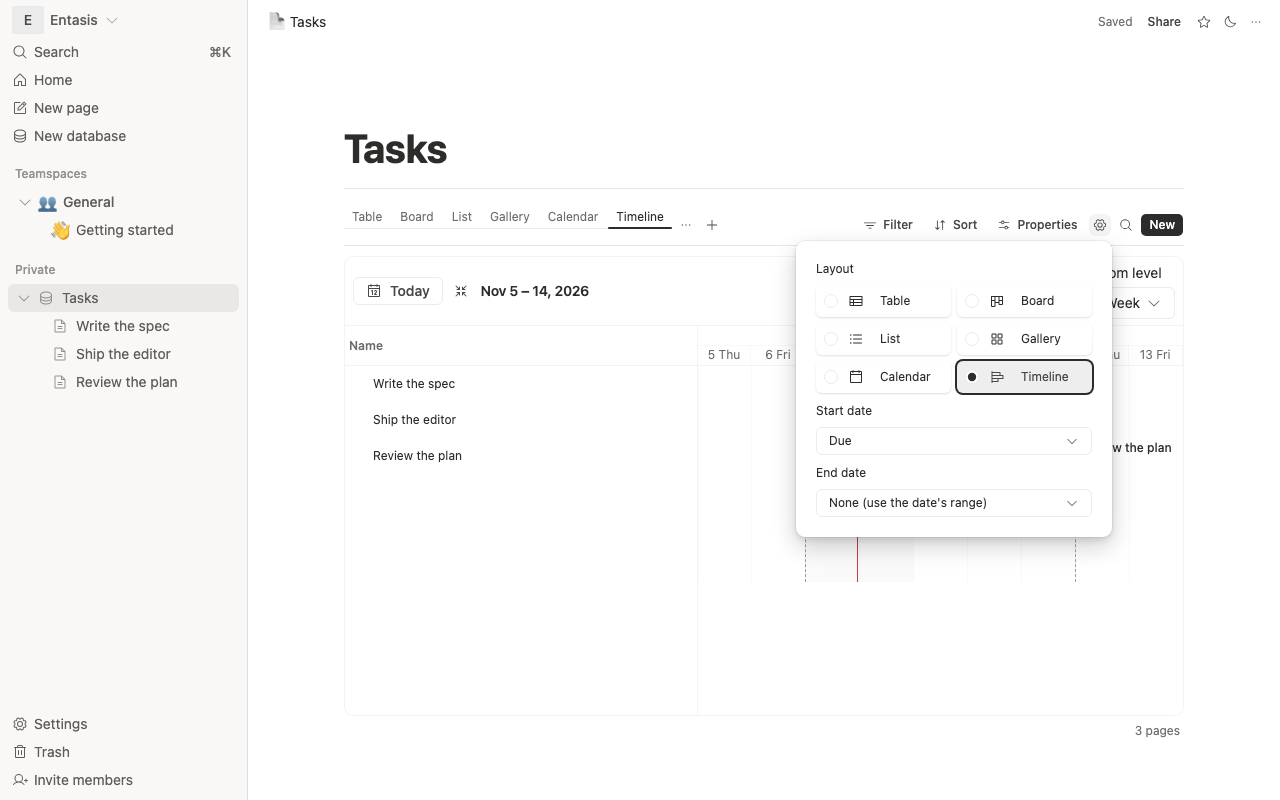 E Entasis
Search ⌘K
Home
New page
New database
Teamspaces
General
Getting started
Private
Tasks
Write the spec
Ship the editor
Review the plan
Settings
Trash
Invite members
Tasks
Saved Share
Tasks
Table Board List Gallery Calendar Timeline
Filter Sort Properties New
Today Nov 5 – 14, 2026
om level
Week
Name
5 Thu 6 Fri
13 Fri
Write the spec
Ship the editor
Review the plan
w the plan
Layout
Table Board
List Gallery
Calendar Timeline
Start date
Due
End date
None (use the date's range)
3 pages